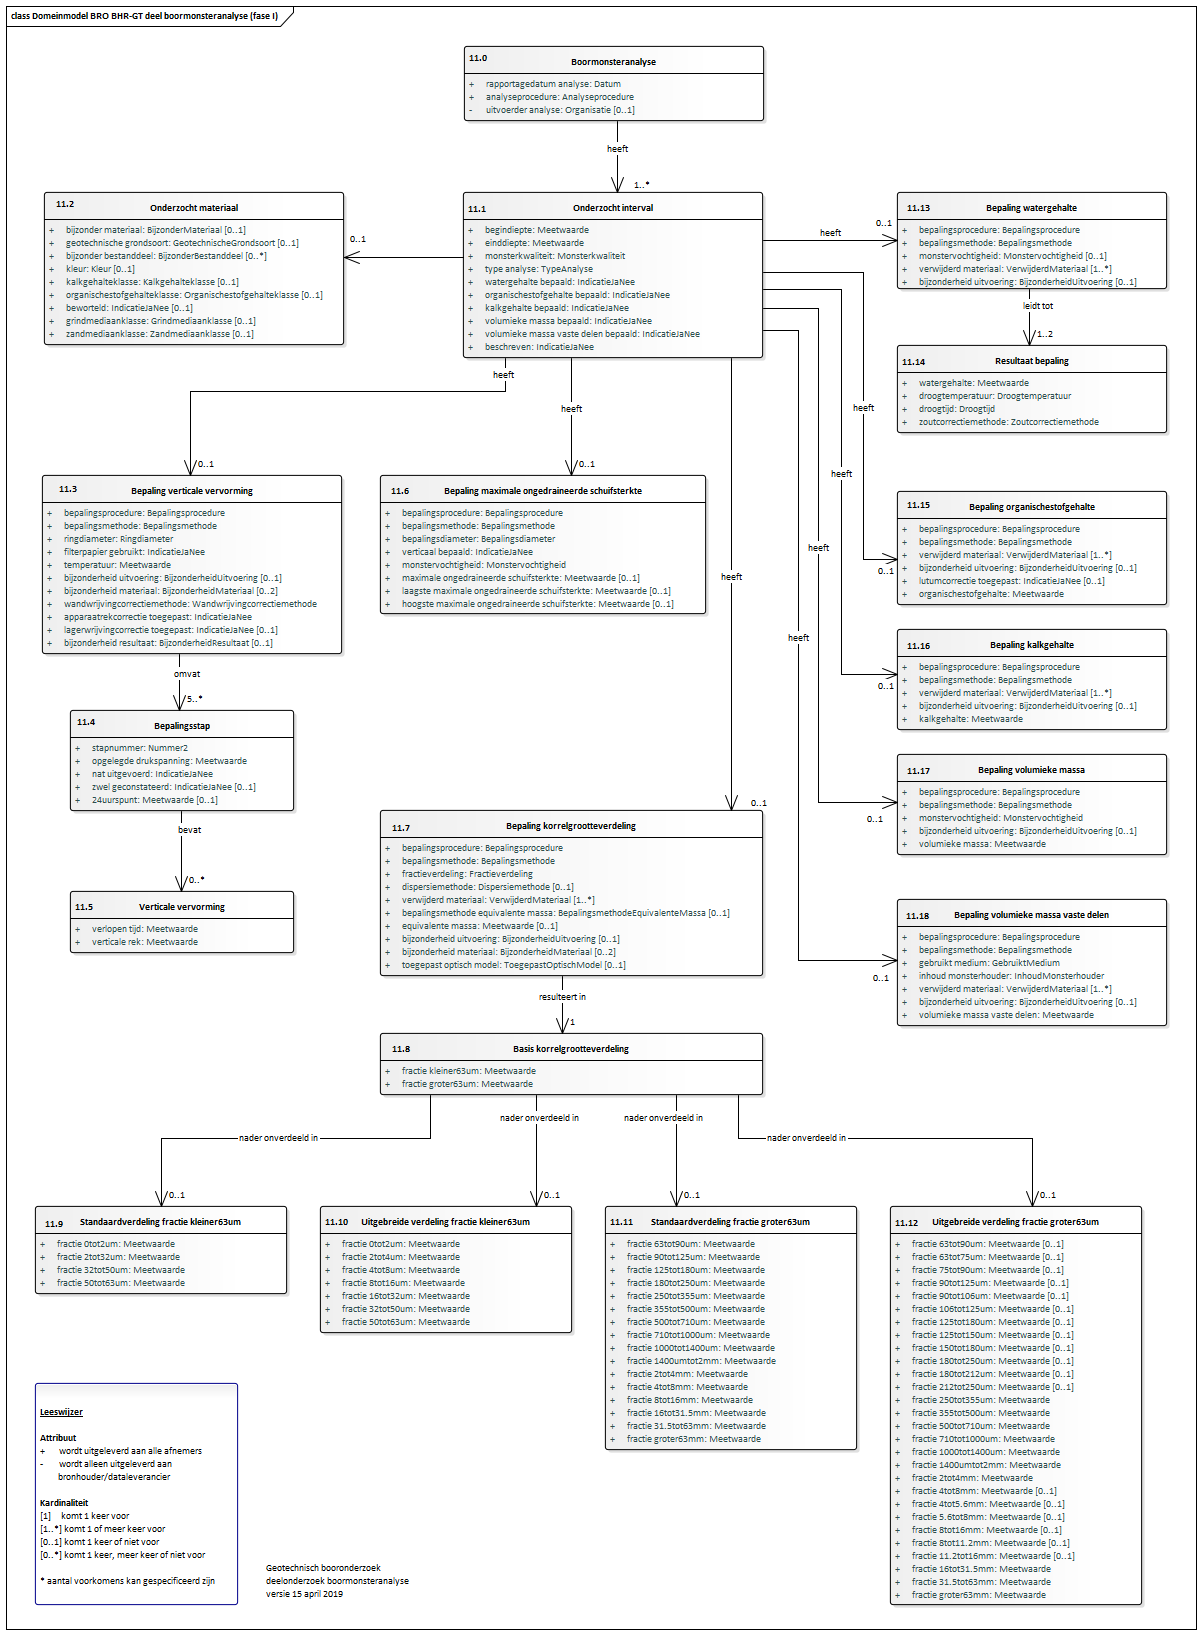 class Domeinmodel BRO BHR-GT deel boormonsteranalyse (fase I)
11.0 Boormonsteranalyse
+ rapportagedatum analyse: Datum
+ analyseprocedure: Analyseprocedure
- uitvoerder analyse: Organisatie [0..1]
heeft
1..*
11.2 Onderzocht materiaal
+ bijzonder materiaal: BijzonderMateriaal [0..1]
+ geotechnische grondsoort: GeotechnischeGrondsoort [0..1]
+ bijzonder bestanddeel: BijzonderBestanddeel [0..*]
+ kleur: Kleur [0..1]
+ kalkgehalteklasse: Kalkgehalteklasse [0..1]
+ organischestofgehalteklasse: Organischestofgehalteklasse [0..1]
+ beworteld: IndicatieJaNee [0..1]
+ grindmediaanklasse: Grindmediaanklasse [0..1]
+ zandmediaanklasse: Zandmediaanklasse [0..1]
0..1
11.1 Onderzocht interval
+ begindiepte: Meetwaarde
+ einddiepte: Meetwaarde
+ monsterkwaliteit: Monsterkwaliteit
+ type analyse: TypeAnalyse
+ watergehalte bepaald: IndicatieJaNee
+ organischestofgehalte bepaald: IndicatieJaNee
+ kalkgehalte bepaald: IndicatieJaNee
+ volumieke massa bepaald: IndicatieJaNee
+ volumieke massa vaste delen bepaald: IndicatieJaNee
+ beschreven: IndicatieJaNee
heeft
0..1
11.13 Bepaling watergehalte
+ bepalingsprocedure: Bepalingsprocedure
+ bepalingsmethode: Bepalingsmethode
+ monstervochtigheid: Monstervochtigheid [0..1]
+ verwijderd materiaal: VerwijderdMateriaal [1..*]
+ bijzonderheid uitvoering: BijzonderheidUitvoering [0..1]
leidt tot
1..2
11.14 Resultaat bepaling
+ watergehalte: Meetwaarde
+ droogtemperatuur: Droogtemperatuur
+ droogtijd: Droogtijd
+ zoutcorrectiemethode: Zoutcorrectiemethode
heeft
0..1
heeft
0..1
heeft
0..1
heeft
0..1
heeft
0..1
heeft
0..1
heeft
0..1
11.3 Bepaling verticale vervorming
+ bepalingsprocedure: Bepalingsprocedure
+ bepalingsmethode: Bepalingsmethode
+ ringdiameter: Ringdiameter
+ filterpapier gebruikt: IndicatieJaNee
+ temperatuur: Meetwaarde
+ bijzonderheid uitvoering: BijzonderheidUitvoering [0..1]
+ bijzonderheid materiaal: BijzonderheidMateriaal [0..2]
+ wandwrijvingcorrectiemethode: Wandwrijvingcorrectiemethode
+ apparaatrekcorrectie toegepast: IndicatieJaNee
+ lagerwrijvingcorrectie toegepast: IndicatieJaNee [0..1]
+ bijzonderheid resultaat: BijzonderheidResultaat [0..1]
omvat
5..*
11.6 Bepaling maximale ongedraineerde schuifsterkte
+ bepalingsprocedure: Bepalingsprocedure
+ bepalingsmethode: Bepalingsmethode
+ bepalingsdiameter: Bepalingsdiameter
+ verticaal bepaald: IndicatieJaNee
+ monstervochtigheid: Monstervochtigheid
+ maximale ongedraineerde schuifsterkte: Meetwaarde [0..1]
+ laagste maximale ongedraineerde schuifsterkte: Meetwaarde [0..1]
+ hoogste maximale ongedraineerde schuifsterkte: Meetwaarde [0..1]
11.15 Bepaling organischestofgehalte
+ bepalingsprocedure: Bepalingsprocedure
+ bepalingsmethode: Bepalingsmethode
+ verwijderd materiaal: VerwijderdMateriaal [1..*]
+ bijzonderheid uitvoering: BijzonderheidUitvoering [0..1]
+ lutumcorrectie toegepast: IndicatieJaNee [0..1]
+ organischestofgehalte: Meetwaarde
11.16 Bepaling kalkgehalte
+ bepalingsprocedure: Bepalingsprocedure
+ bepalingsmethode: Bepalingsmethode
+ verwijderd materiaal: VerwijderdMateriaal [1..*]
+ bijzonderheid uitvoering: BijzonderheidUitvoering [0..1]
+ kalkgehalte: Meetwaarde
11.17 Bepaling volumieke massa
+ bepalingsprocedure: Bepalingsprocedure
+ bepalingsmethode: Bepalingsmethode
+ monstervochtigheid: Monstervochtigheid
+ bijzonderheid uitvoering: BijzonderheidUitvoering [0..1]
+ volumieke massa: Meetwaarde
11.18 Bepaling volumieke massa vaste delen
+ bepalingsprocedure: Bepalingsprocedure
+ bepalingsmethode: Bepalingsmethode
+ gebruikt medium: GebruiktMedium
+ inhoud monsterhouder: InhoudMonsterhouder
+ verwijderd materiaal: VerwijderdMateriaal [1..*]
+ bijzonderheid uitvoering: BijzonderheidUitvoering [0..1]
+ volumieke massa vaste delen: Meetwaarde
11.4 Bepalingsstap
+ stapnummer: Nummer2
+ opgelegde drukspanning: Meetwaarde
+ nat uitgevoerd: IndicatieJaNee
+ zwel geconstateerd: IndicatieJaNee [0..1]
+ 24uurspunt: Meetwaarde [0..1]
bevat
0..*
11.5 Verticale vervorming
+ verlopen tijd: Meetwaarde
+ verticale rek: Meetwaarde
11.7 Bepaling korrelgrootteverdeling
+ bepalingsprocedure: Bepalingsprocedure
+ bepalingsmethode: Bepalingsmethode
+ fractieverdeling: Fractieverdeling
+ dispersiemethode: Dispersiemethode [0..1]
+ verwijderd materiaal: VerwijderdMateriaal [1..*]
+ bepalingsmethode equivalente massa: BepalingsmethodeEquivalenteMassa [0..1]
+ equivalente massa: Meetwaarde [0..1]
+ bijzonderheid uitvoering: BijzonderheidUitvoering [0..1]
+ bijzonderheid materiaal: BijzonderheidMateriaal [0..2]
+ toegepast optisch model: ToegepastOptischModel [0..1]
resulteert in
1
11.8 Basis korrelgrootteverdeling
+ fractie kleiner63um: Meetwaarde
+ fractie groter63um: Meetwaarde
nader onverdeeld in
nader onverdeeld in
nader onverdeeld in
nader onverdeeld in
0..1
0..1
0..1
0..1
11.9 Standaardverdeling fractie kleiner63um
+ fractie 0tot2um: Meetwaarde
+ fractie 2tot32um: Meetwaarde
+ fractie 32tot50um: Meetwaarde
+ fractie 50tot63um: Meetwaarde
11.10 Uitgebreide verdeling fractie kleiner63um
+ fractie 0tot2um: Meetwaarde
+ fractie 2tot4um: Meetwaarde
+ fractie 4tot8um: Meetwaarde
+ fractie 8tot16um: Meetwaarde
+ fractie 16tot32um: Meetwaarde
+ fractie 32tot50um: Meetwaarde
+ fractie 50tot63um: Meetwaarde
11.11 Standaardverdeling fractie groter63um
+ fractie 63tot90um: Meetwaarde
+ fractie 90tot125um: Meetwaarde
+ fractie 125tot180um: Meetwaarde
+ fractie 180tot250um: Meetwaarde
+ fractie 250tot355um: Meetwaarde
+ fractie 355tot500um: Meetwaarde
+ fractie 500tot710um: Meetwaarde
+ fractie 710tot1000um: Meetwaarde
+ fractie 1000tot1400um: Meetwaarde
+ fractie 1400umtot2mm: Meetwaarde
+ fractie 2tot4mm: Meetwaarde
+ fractie 4tot8mm: Meetwaarde
+ fractie 8tot16mm: Meetwaarde
+ fractie 16tot31.5mm: Meetwaarde
+ fractie 31.5tot63mm: Meetwaarde
+ fractie groter63mm: Meetwaarde
11.12 Uitgebreide verdeling fractie groter63um
+ fractie 63tot90um: Meetwaarde [0..1]
+ fractie 63tot75um: Meetwaarde [0..1]
+ fractie 75tot90um: Meetwaarde [0..1]
+ fractie 90tot125um: Meetwaarde [0..1]
+ fractie 90tot106um: Meetwaarde [0..1]
+ fractie 106tot125um: Meetwaarde [0..1]
+ fractie 125tot180um: Meetwaarde [0..1]
+ fractie 125tot150um: Meetwaarde [0..1]
+ fractie 150tot180um: Meetwaarde [0..1]
+ fractie 180tot250um: Meetwaarde [0..1]
+ fractie 180tot212um: Meetwaarde [0..1]
+ fractie 212tot250um: Meetwaarde [0..1]
+ fractie 250tot355um: Meetwaarde
+ fractie 355tot500um: Meetwaarde
+ fractie 500tot710um: Meetwaarde
+ fractie 710tot1000um: Meetwaarde
+ fractie 1000tot1400um: Meetwaarde
+ fractie 1400umtot2mm: Meetwaarde
+ fractie 2tot4mm: Meetwaarde
+ fractie 4tot8mm: Meetwaarde [0..1]
+ fractie 4tot5.6mm: Meetwaarde [0..1]
+ fractie 5.6tot8mm: Meetwaarde [0..1]
+ fractie 8tot16mm: Meetwaarde [0..1]
+ fractie 8tot11.2mm: Meetwaarde [0..1]
+ fractie 11.2tot16mm: Meetwaarde [0..1]
+ fractie 16tot31.5mm: Meetwaarde
+ fractie 31.5tot63mm: Meetwaarde
+ fractie groter63mm: Meetwaarde
Leeswijzer
Attribuut
+ wordt uitgeleverd aan alle afnemers
- wordt alleen uitgeleverd aan
bronhouder/dataleverancier
Kardinaliteit
[1] komt 1 keer voor
[1..*] komt 1 of meer keer voor
[0..1] komt 1 keer of niet voor
[0..*] komt 1 keer, meer keer of niet voor
* aantal voorkomens kan gespecificeerd zijn
Geotechnisch booronderzoek
deelonderzoek boormonsteranalyse
versie 15 april 2019